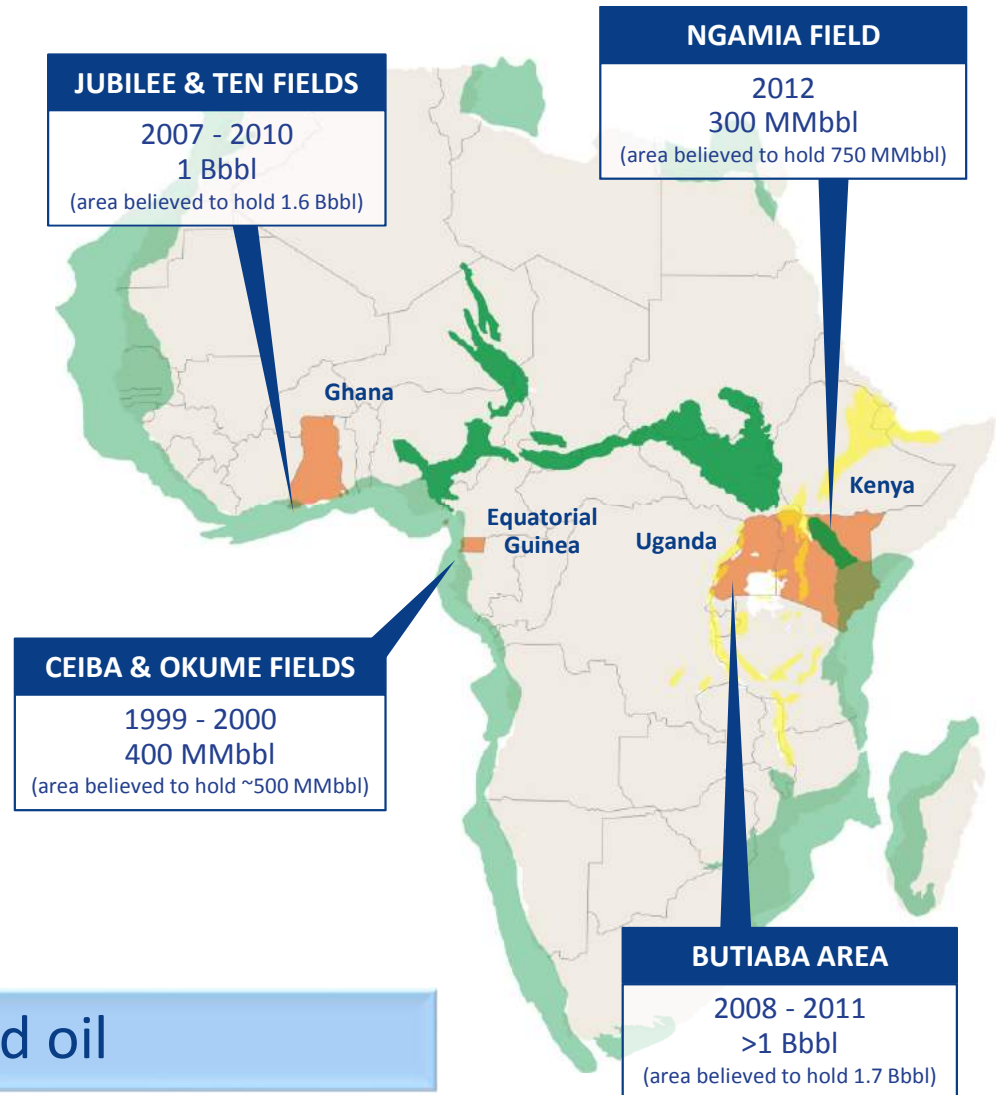 NGAMIA FIELD
2012
300 MMbbl
(area believed to hold 750 MMbbl)
JUBILEE & TEN FIELDS
2007 - 2010
1 Bbbl
(area believed to hold 1.6 Bbbl)
Ghana
Kenya
Equatorial
Guinea
Uganda
CEIBA & OKUME FIELDS
1999 - 2000
400 MMbbl
(area believed to hold ~500 MMbbl)
BUTIABA AREA
2008 - 2011
>1 Bbbl
(area believed to hold 1.7 Bbbl)
d oil